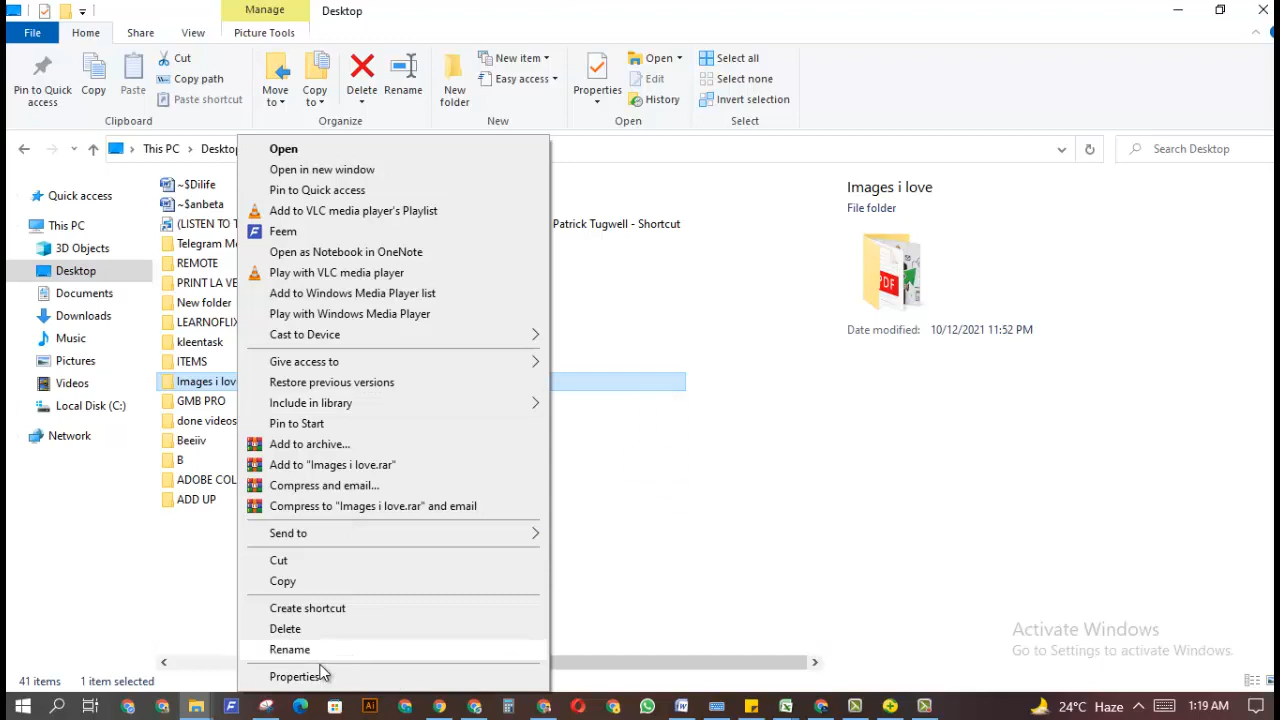 Manage
Desktop
File
Home
Share
View
Picture Tools
Pin to Quick access
Copy
Paste
Cut
Copy path
Paste shortcut
Clipboard
Move to
Copy to
Delete
Rename
Organize
New folder
New item
Easy access
New
Properties
Open
Edit
History
Open
Select all
Select none
Invert selection
Select
This PC
Desktop
Search Desktop
Quick access
This PC
3D Objects
Desktop
Documents
Downloads
Music
Pictures
Videos
Local Disk (C:)
Network
~$Dilife
~$anbeta
(LISTEN TO T
Patrick Tugwell - Shortcut
Telegram Me
REMOTE
PRINT LA VE
New folder
LEARNOFLIX
kleentask
ITEMS
Images i lov
GMB PRO
done videos
Beeiiv
B
ADOBE COL
ADD UP
Open
Open in new window
Pin to Quick access
Add to VLC media player's Playlist
Feem
Open as Notebook in OneNote
Play with VLC media player
Add to Windows Media Player list
Play with Windows Media Player
Cast to Device
Give access to
Restore previous versions
Include in library
Pin to Start
Add to archive...
Add to "Images i love.rar"
Compress and email...
Compress to "Images i love.rar" and email
Send to
Cut
Copy
Create shortcut
Delete
Rename
Properties
Images i love
File folder
PDF
Date modified: 10/12/2021 11:52 PM
Activate Windows
Go to Settings to activate Windows.
41 items
1 item selected
24°C Haze
1:19 AM